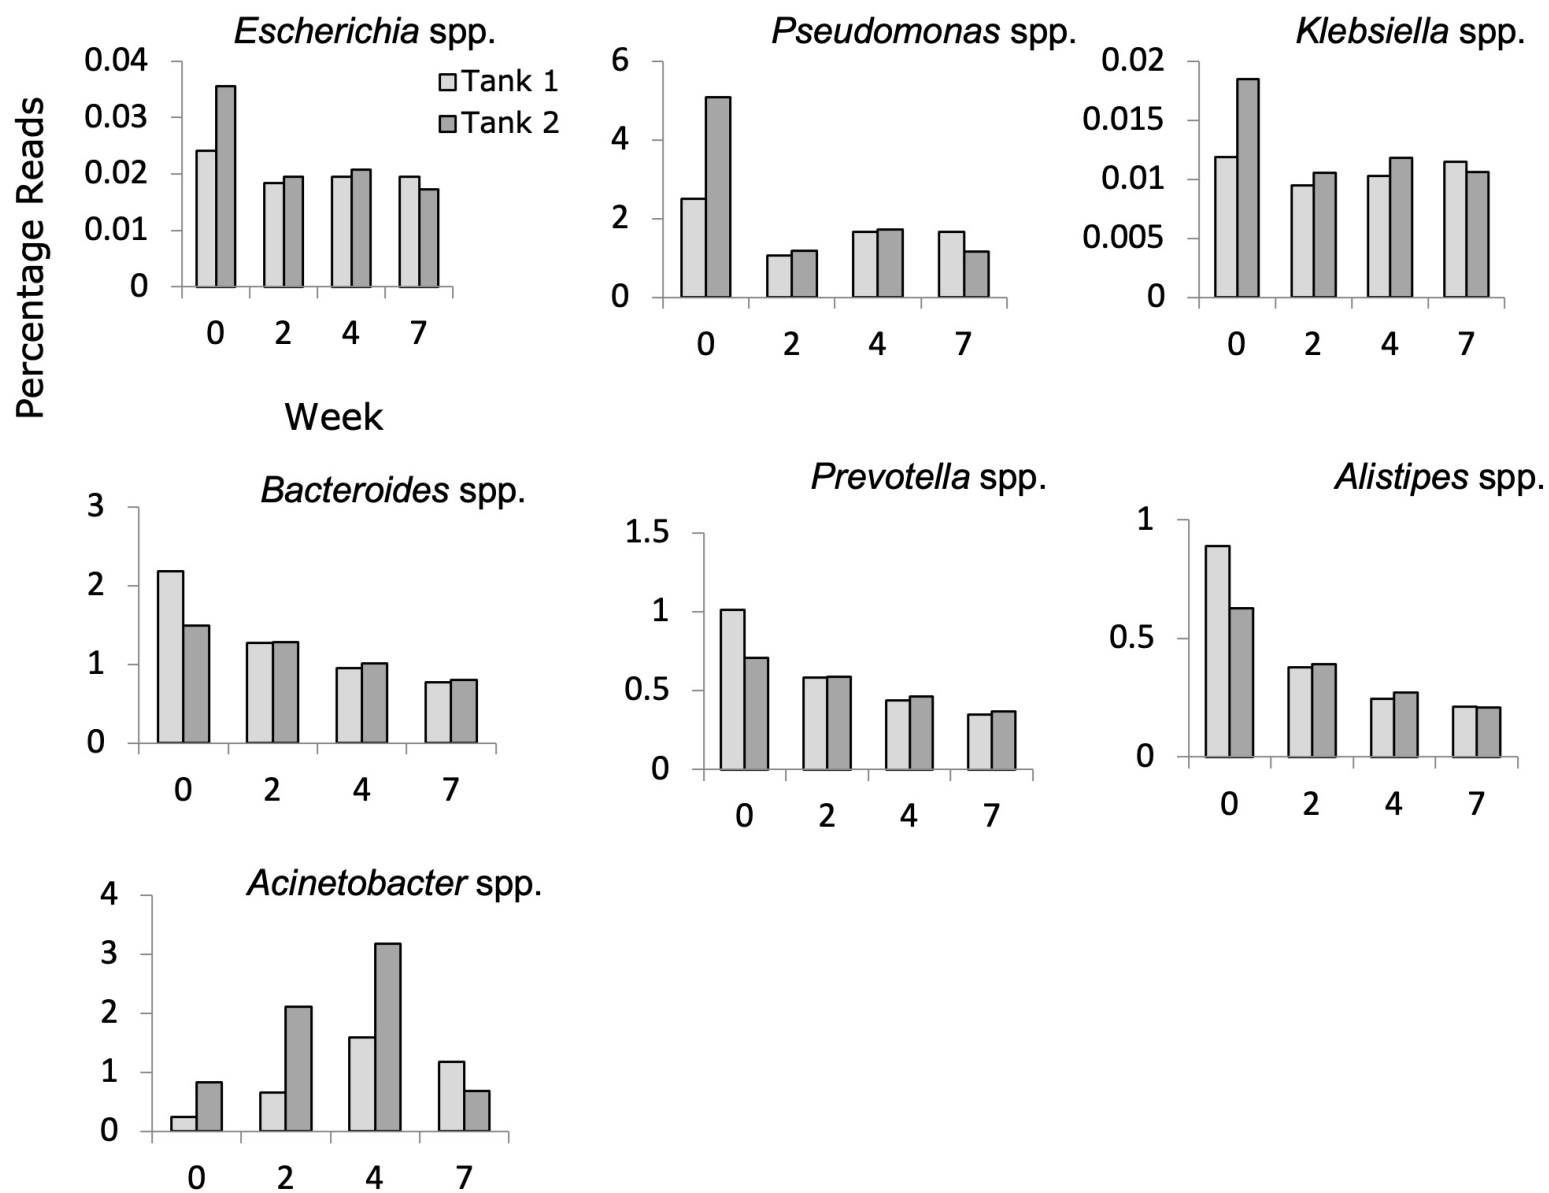 Escherichia spp.
Pseudomonas spp.
Klebsiella spp.
Percentage Reads
0.04
0.03
0.02
0.01
0
Tank 1
Tank 2
0 2 4 7
Week
6
4
2
0
0 2 4 7
0.02
0.015
0.01
0.005
0
0 2 4 7
Bacteroides spp.
3
2
1
0
0 2 4 7
Prevotella spp.
1.5
1
0.5
0
0 2 4 7
Alistipes spp.
1
0.5
0
0 2 4 7
Acinetobacter spp.
4
3
2
1
0
0 2 4 7